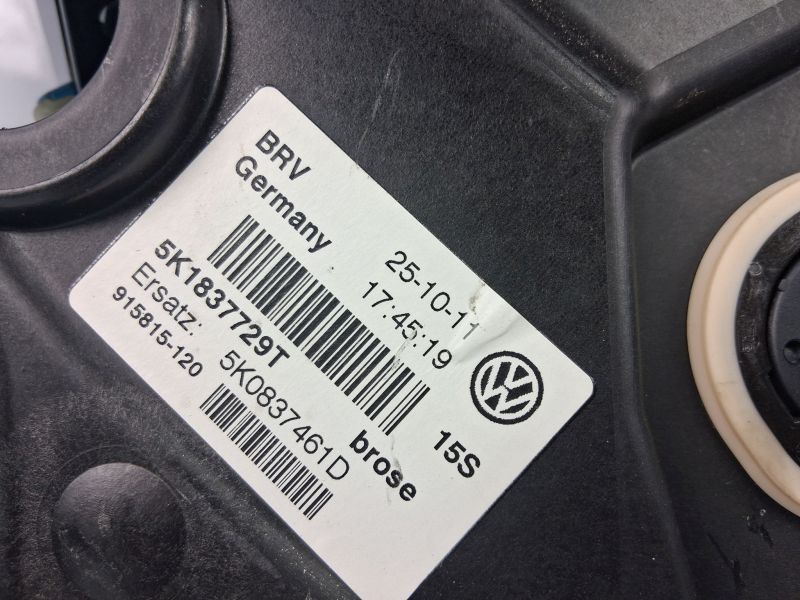 BRV
Germany
25-10-11
17:45:19
5K1837729T
15S
Ersatz: 5K0837461D
915815-120
brose